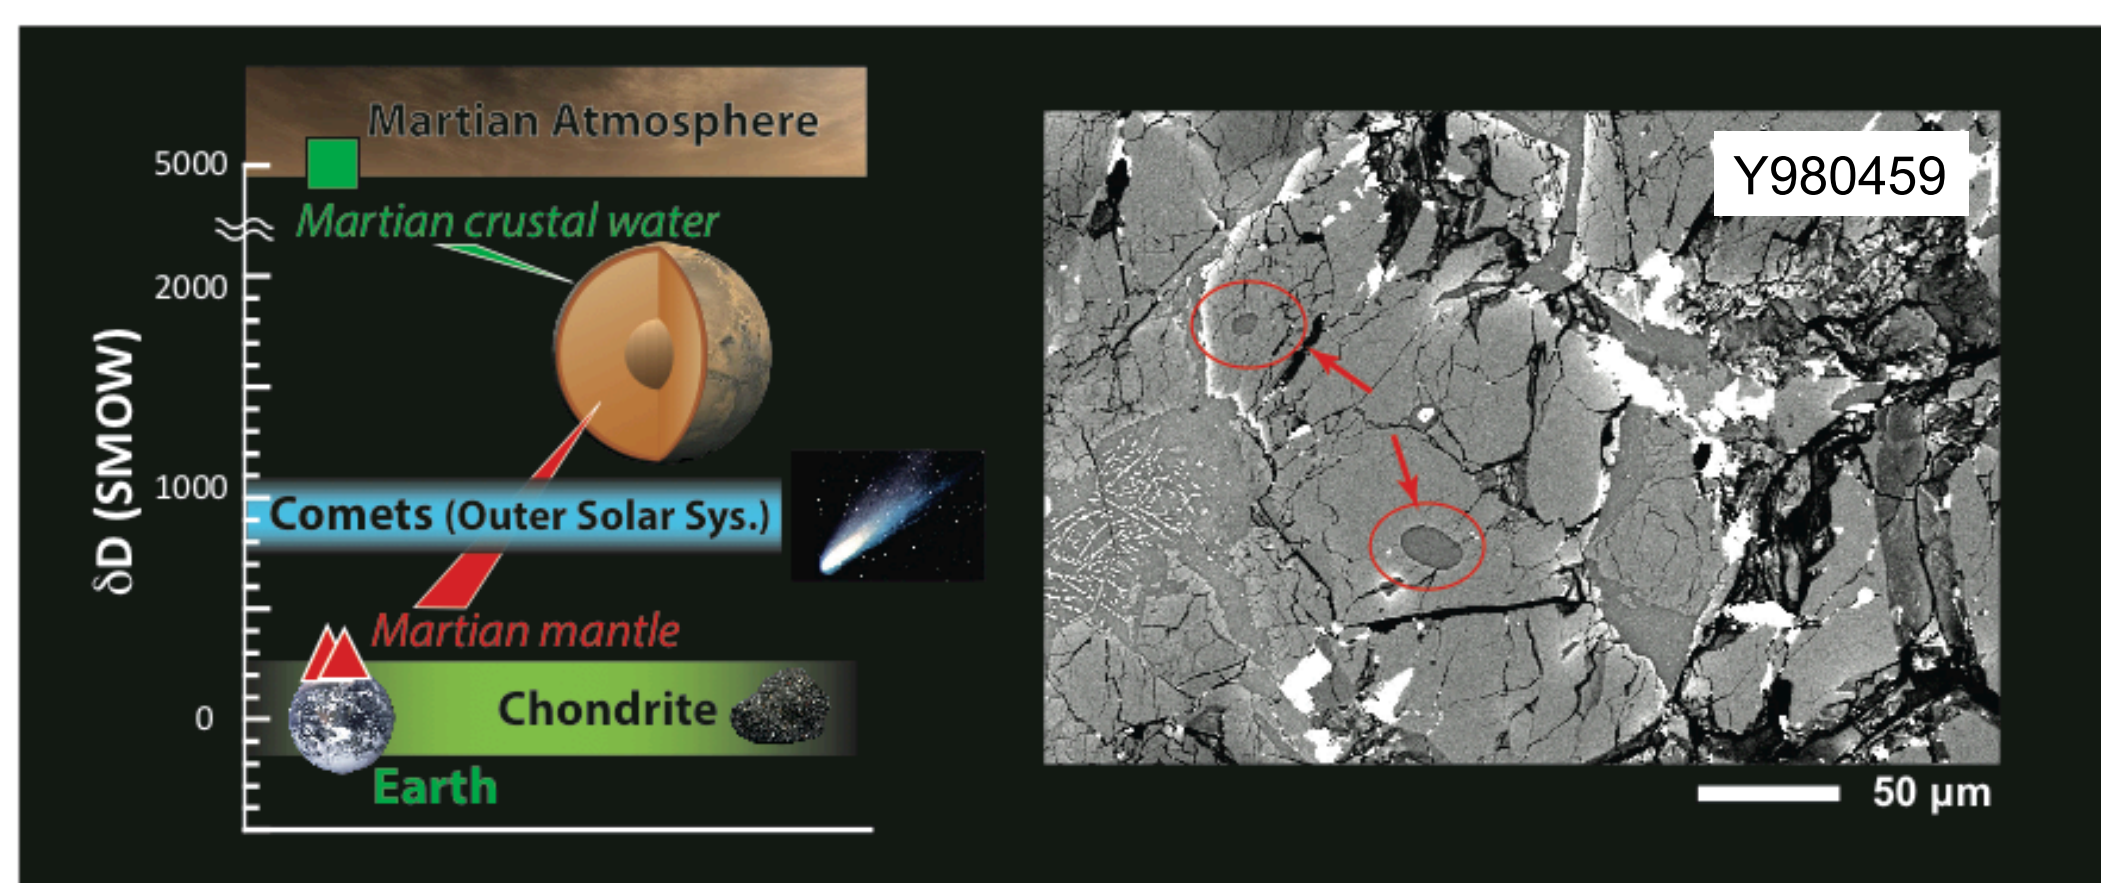 Martian Atmosphere
5000
Martian crustal water
2000
δD (SMOW)
1000
Comets (Outer Solar Sys.)
Martian mantle
Chondrite
0
Earth
Y980459
50 µm